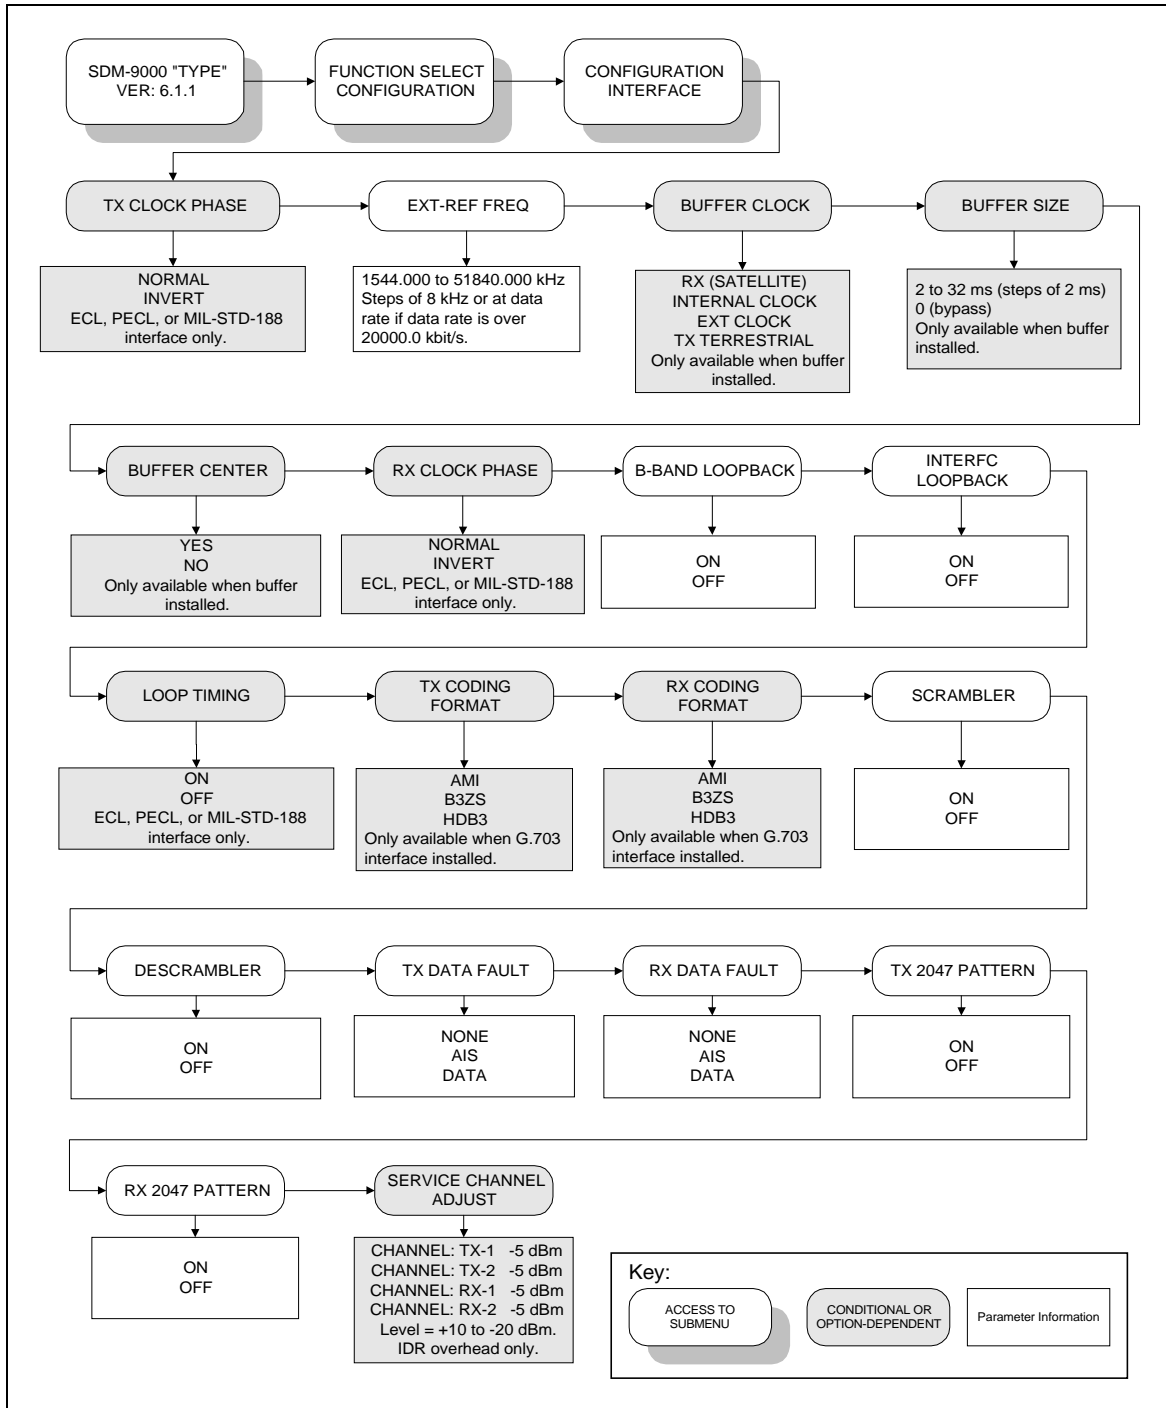 SDM-9000 "TYPE"
VER: 6.1.1
FUNCTION SELECT
CONFIGURATION
CONFIGURATION
INTERFACE
TX CLOCK PHASE
EXT-REF FREQ
BUFFER CLOCK
BUFFER SIZE
NORMAL
INVERT
ECL, PECL, or MIL-STD-188
interface only.
1544.000 to 51840.000 kHz
Steps of 8 kHz or at data
rate if data rate is over
20000.0 kbit/s.
RX (SATELLITE)
INTERNAL CLOCK
EXT CLOCK
TX TERRESTRIAL
Only available when buffer
installed.
2 to 32 ms (steps of 2 ms)
0 (bypass)
Only available when buffer
installed.
BUFFER CENTER
RX CLOCK PHASE
B-BAND LOOPBACK
INTERFC
LOOPBACK
YES
NO
Only available when buffer
installed.
NORMAL
INVERT
ECL, PECL, or MIL-STD-188
interface only.
ON
OFF
ON
OFF
LOOP TIMING
TX CODING
FORMAT
RX CODING
FORMAT
SCRAMBLER
ON
OFF
ECL, PECL, or MIL-STD-188
interface only.
AMI
B3ZS
HDB3
Only available when G.703
interface installed.
AMI
B3ZS
HDB3
Only available when G.703
interface installed.
ON
OFF
DESCRAMBLER
TX DATA FAULT
RX DATA FAULT
TX 2047 PATTERN
ON
OFF
NONE
AIS
DATA
NONE
AIS
DATA
ON
OFF
RX 2047 PATTERN
SERVICE CHANNEL
ADJUST
ON
OFF
CHANNEL: TX-1 -5 dBm
CHANNEL: TX-2 -5 dBm
CHANNEL: RX-1 -5 dBm
CHANNEL: RX-2 -5 dBm
Level = +10 to -20 dBm.
IDR overhead only.
Key:
ACCESS TO
SUBMENU
CONDITIONAL OR
OPTION-DEPENDENT
Parameter Information